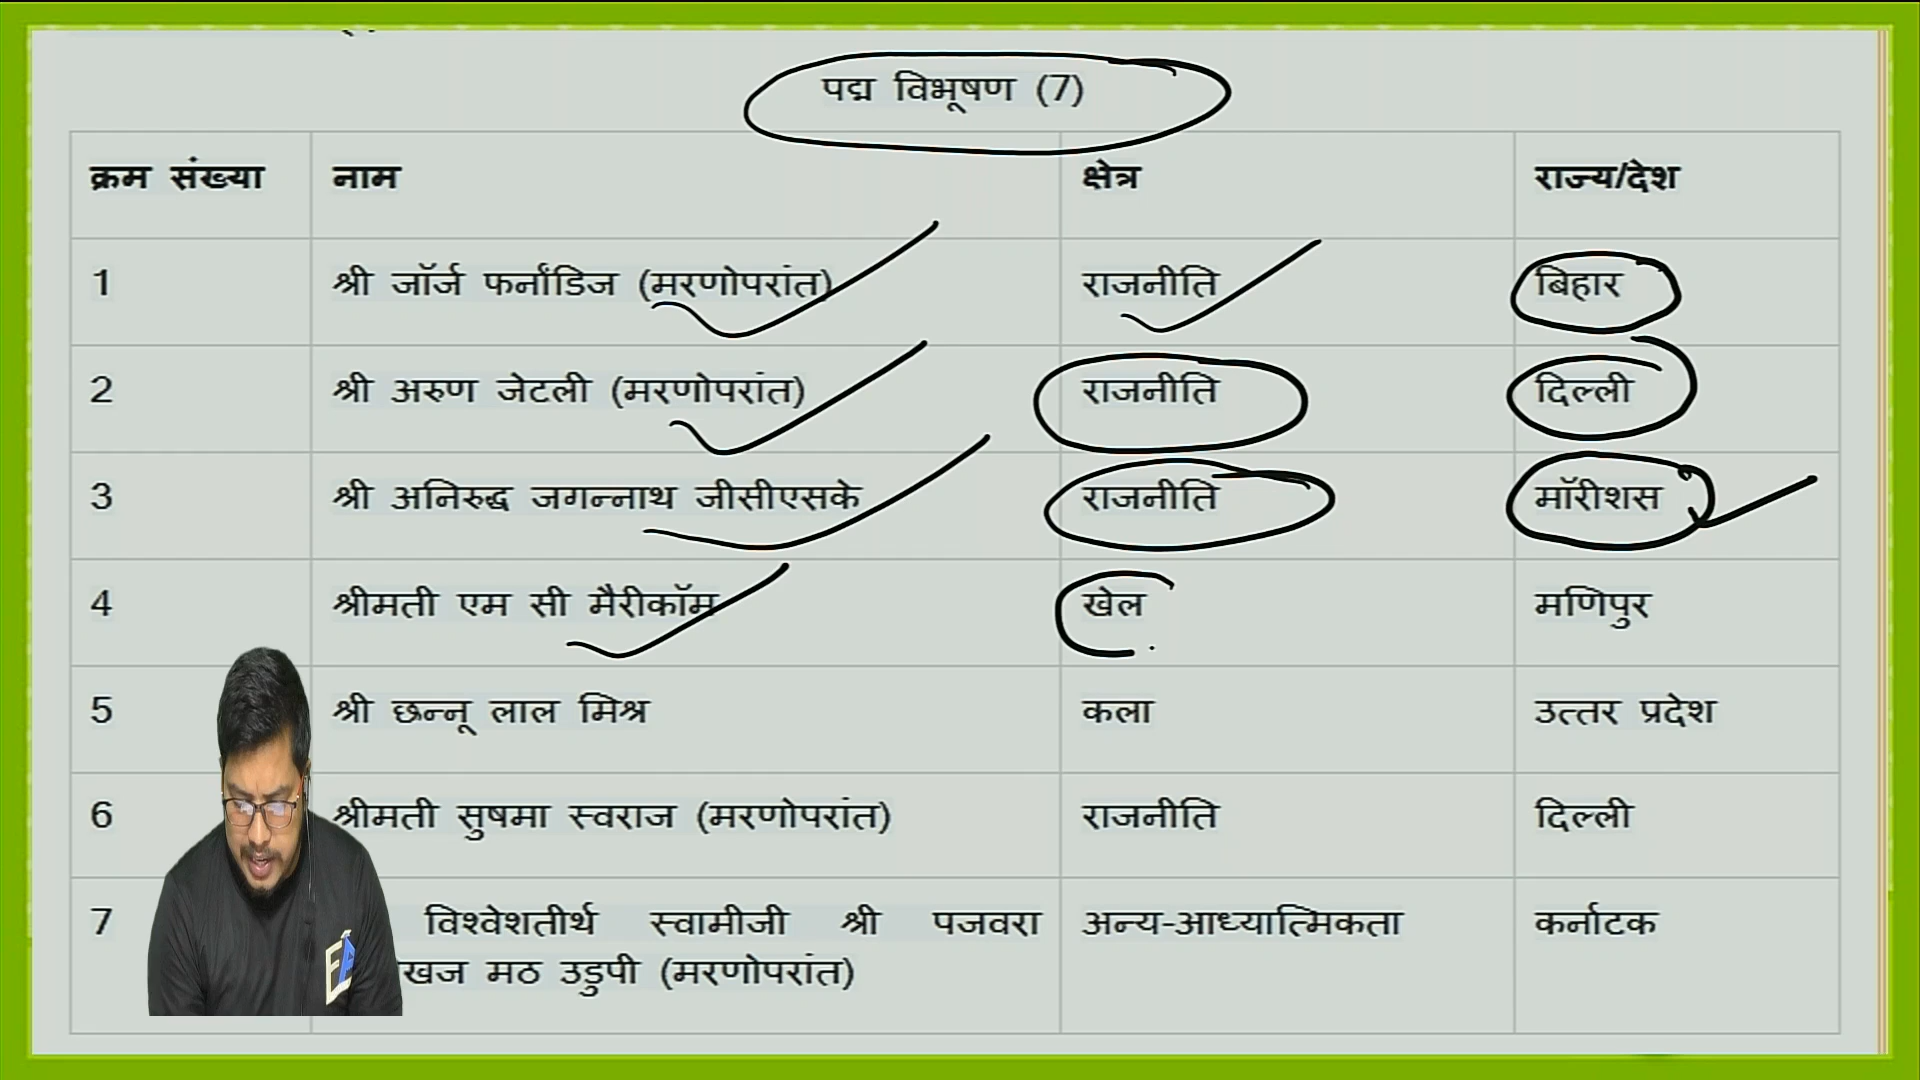 पद्म विभूषण (7)
क्रम संख्या नाम क्षेत्र राज्य/देश
1 श्री जॉर्ज फर्नांडिज (मरणोपरांत) राजनीति बिहार
2 श्री अरुण जेटली (मरणोपरांत) राजनीति दिल्ली
3 श्री अनिरुद्ध जगन्नाथ जीसीएसके राजनीति मॉरीशस
4 श्रीमती एम सी मैरीकॉम खेल मणिपुर
5 श्री छन्नू लाल मिश्र कला उत्तर प्रदेश
6 श्रीमती सुषमा स्वराज (मरणोपरांत) राजनीति दिल्ली
7 विश्वेशतीर्थ स्वामीजी श्री पजवरा अन्य-आध्यात्मिकता कर्नाटक
मठ उडुपी (मरणोपरांत)